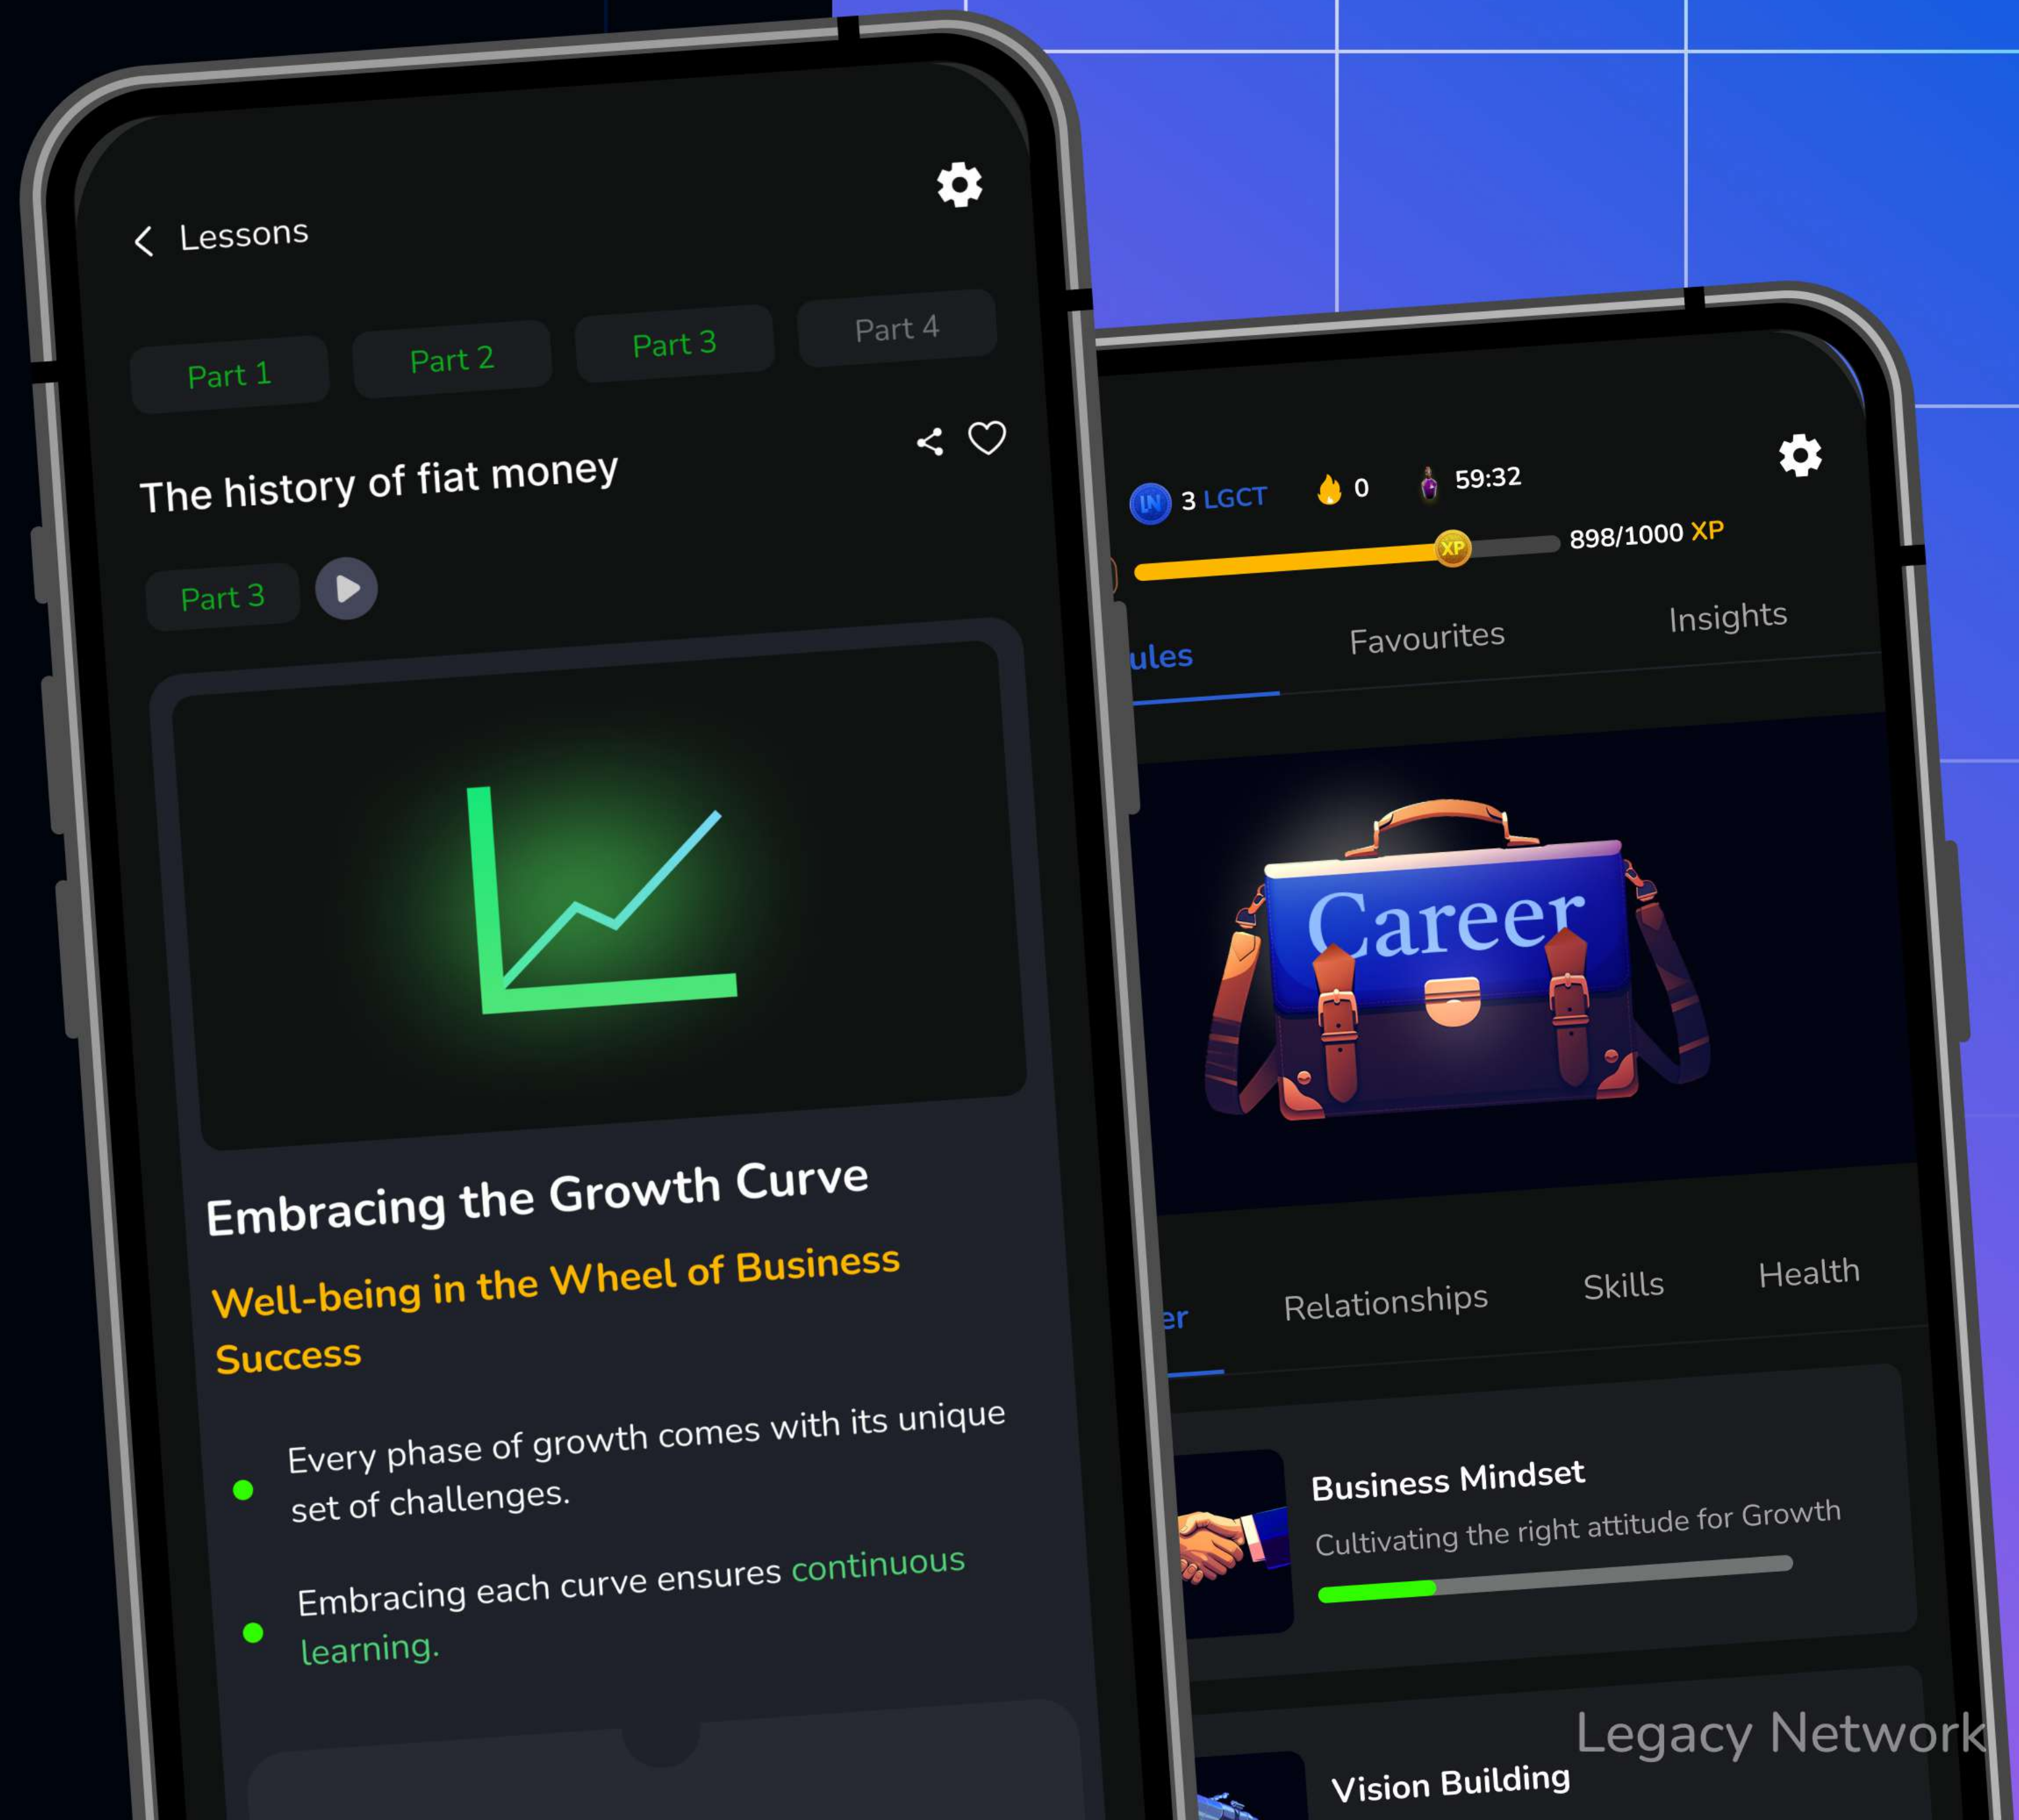 Lessons
Part 1
Part 2
Part 3
Part 4
The history of fiat money
Part 3
Embracing the Growth Curve
Well-being in the Wheel of Business
Success
Every phase of growth comes with its unique
set of challenges.
Embracing each curve ensures continuous
learning.
LN 3 LGCT 0 59:32
XP 898/1000 XP
ules Favourites Insights
Career
er Relationships Skills Health
Business Mindset
Cultivating the right attitude for Growth
Vision Building
Legacy Network